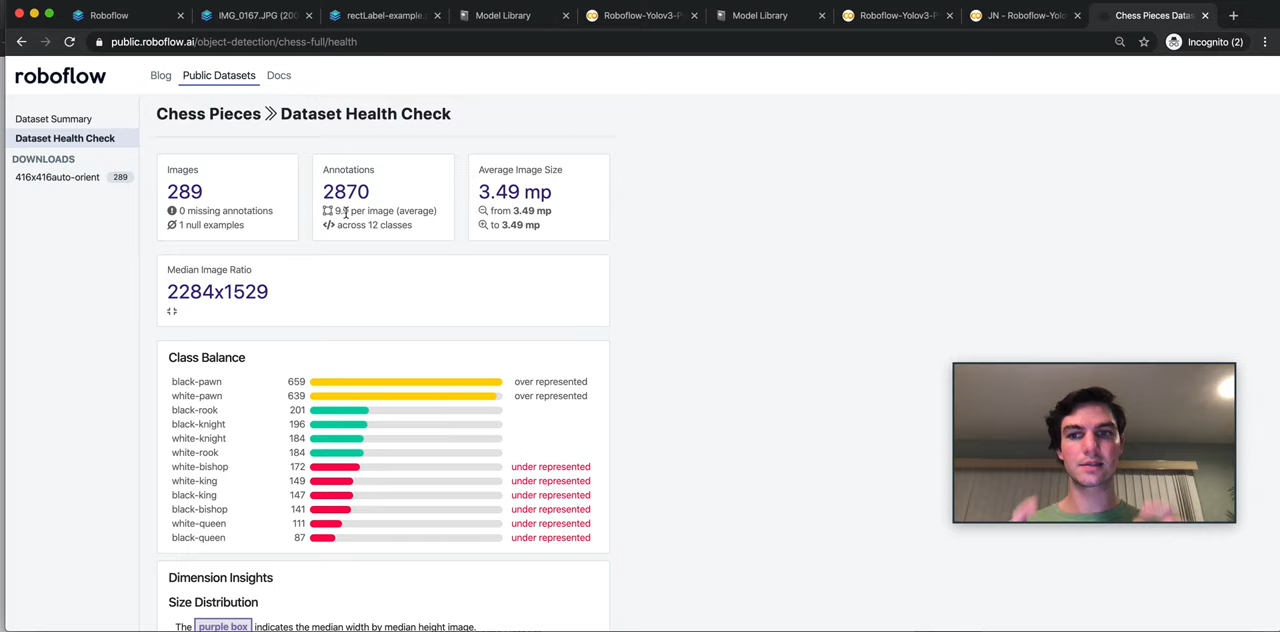 Roboflow
IMG_0167.JPG (200
rectLabel-example.
Model Library
Roboflow-Yolov3-P
Model Library
Roboflow-Yolov3-P
JN - Roboflow-Yolo
Chess Pieces Datas
public.roboflow.ai/object-detection/chess-full/health
Incognito (2)
roboflow
Blog
Public Datasets
Docs
Dataset Summary
Dataset Health Check
DOWNLOADS
416x416auto-orient 289
Chess Pieces >> Dataset Health Check
Images
289
0 missing annotations
1 null examples
Annotations
2870
per image (average)
</> across 12 classes
Average Image Size
3.49 mp
from 3.49 mp
to 3.49 mp
Median Image Ratio
2284x1529
Class Balance
black-pawn 659 over represented
white-pawn 639 over represented
black-rook 201
black-knight 196
white-knight 184
white-rook 184
white-bishop 172 under represented
white-king 149 under represented
black-king 147 under represented
black-bishop 141 under represented
white-queen 111 under represented
black-queen 87 under represented
Dimension Insights
Size Distribution
The purple box indicates the median width by median height image.